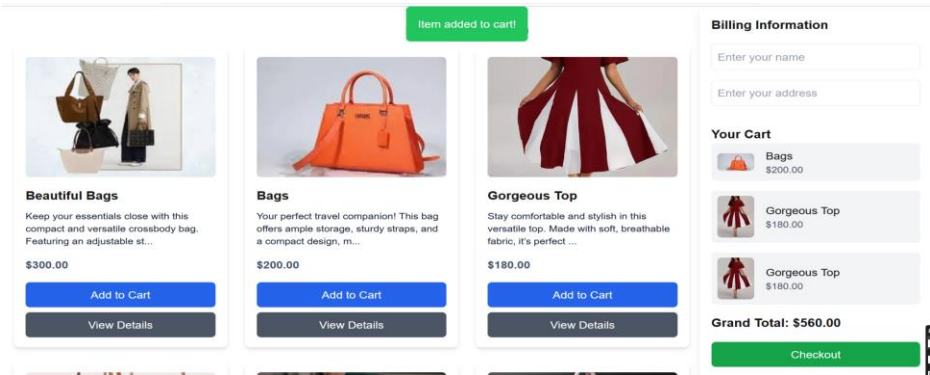 Item added to cart!
Beautiful Bags
Keep your essentials close with this
compact and versatile crossbody bag.
Featuring an adjustable st...
$300.00
Add to Cart
View Details
Bags
Your perfect travel companion! This bag
offers ample storage, sturdy straps, and
a compact design, m...
$200.00
Add to Cart
View Details
Gorgeous Top
Stay comfortable and stylish in this
versatile top. Made with soft, breathable
fabric, it's perfect ...
$180.00
Add to Cart
View Details
Billing Information
Enter your name
Enter your address
Your Cart
Bags
$200.00
Gorgeous Top
$180.00
Gorgeous Top
$180.00
Grand Total: $560.00
Checkout